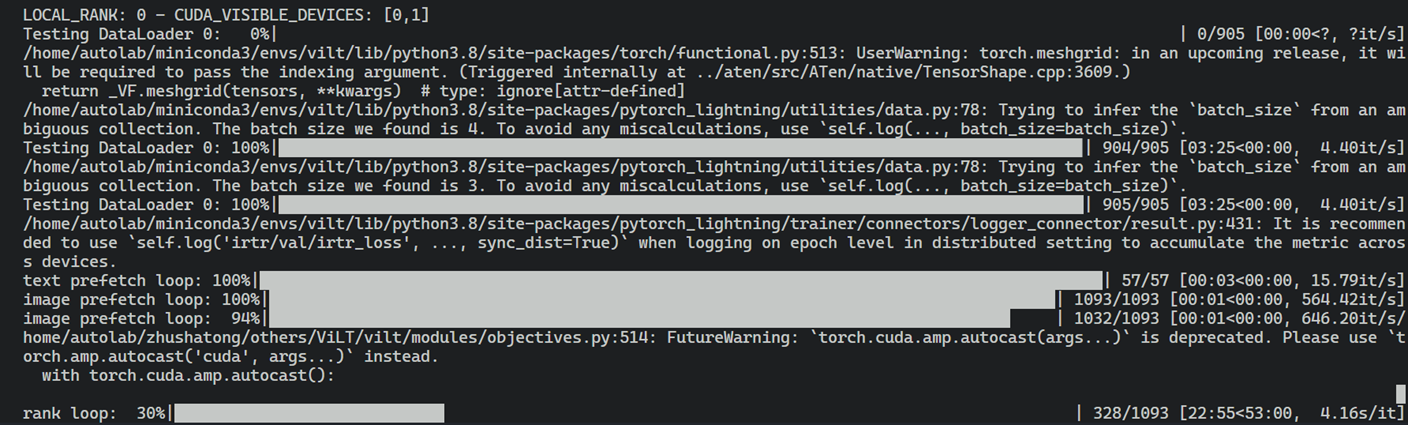 LOCAL_RANK: 0 - CUDA_VISIBLE_DEVICES: [0,1]
Testing DataLoader 0:   0%|          | 0/905 [00:00<?, ?it/s]
/home/autolab/miniconda3/envs/vilt/lib/python3.8/site-packages/torch/functional.py:513: UserWarning: torch.meshgrid: in an upcoming release, it wi
ll be required to pass the indexing argument. (Triggered internally at ../aten/src/ATen/native/TensorShape.cpp:3609.)
  return _VF.meshgrid(tensors, **kwargs)  # type: ignore[attr-defined]
/home/autolab/miniconda3/envs/vilt/lib/python3.8/site-packages/pytorch_lightning/utilities/data.py:78: Trying to infer the `batch_size` from an am
biguous collection. The batch size we found is 4. To avoid any miscalculations, use `self.log(..., batch_size=batch_size)`.
Testing DataLoader 0: 100%|          | 904/905 [03:25<00:00,  4.40it/s]
/home/autolab/miniconda3/envs/vilt/lib/python3.8/site-packages/pytorch_lightning/utilities/data.py:78: Trying to infer the `batch_size` from an am
biguous collection. The batch size we found is 3. To avoid any miscalculations, use `self.log(..., batch_size=batch_size)`.
Testing DataLoader 0: 100%|          | 905/905 [03:25<00:00,  4.40it/s]
/home/autolab/miniconda3/envs/vilt/lib/python3.8/site-packages/pytorch_lightning/trainer/connectors/logger_connector/result.py:431: It is recommen
ded to use `self.log('irtr/val/irtr_loss', ..., sync_dist=True)` when logging on epoch level in distributed setting to accumulate the metric acros
s devices.
text prefetch loop: 100%|          | 57/57 [00:03<00:00, 15.79it/s]
image prefetch loop: 100%|          | 1093/1093 [00:01<00:00, 564.42it/s]
image prefetch loop:  94%|          | 1032/1093 [00:01<00:00, 646.20it/s/
home/autolab/zhushatong/others/ViLT/vilt/modules/objectives.py:514: FutureWarning: `torch.cuda.amp.autocast(args...)` is deprecated. Please use `t
orch.amp.autocast('cuda', args...)` instead.
  with torch.cuda.amp.autocast():
rank loop:  30%|          | 328/1093 [22:55<53:00,  4.16s/it]